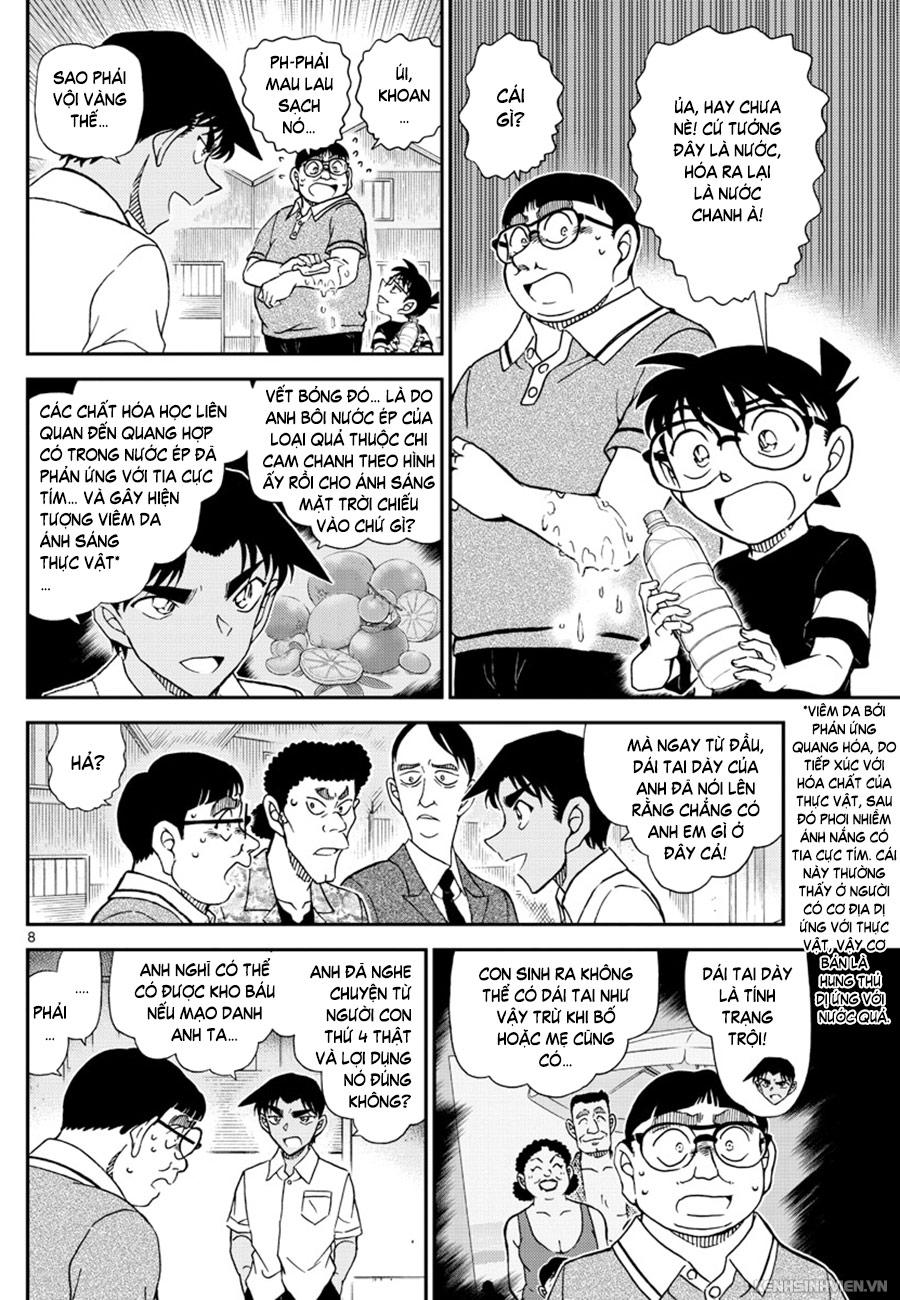 ỦA, HAY CHƯA
NÈ! CỨ TƯỞNG
ĐÂY LÀ NƯỚC,
HÓA RA LẠI
LÀ NƯỚC
CHANH À!
CÁI
GÌ?
ÚI,
KHOAN
...
PH-PHẢI
MAU LAU
SẠCH
NÓ...
SAO PHẢI
VỘI VÀNG
THẾ...
VẾT BÓNG ĐÓ... LÀ DO
ANH BÔI NƯỚC ÉP CỦA
LOẠI QUẢ THUỘC CHI
CAM CHANH THEO HÌNH
ẤY RỒI CHO ÁNH SÁNG
MẶT TRỜI CHIẾU
VÀO CHỨ GÌ?
CÁC CHẤT HÓA HỌC LIÊN
QUAN ĐẾN QUANG HỢP
CÓ TRONG NƯỚC ÉP ĐÃ
PHẢN ỨNG VỚI TIA CỰC
TÍM... VÀ GÂY HIỆN
TƯỢNG VIÊM DA
ÁNH SÁNG
THỰC VẬT*
...
*VIÊM DA BỞI
PHẢN ỨNG
QUANG HÓA, DO
TIẾP XÚC VỚI
HÓA CHẤT CỦA
THỰC VẬT, SAU
ĐÓ PHƠI NHIỄM
ÁNH NẮNG CÓ
TIA CỰC TÍM. CÁI
NÀY THƯỜNG
THẤY Ở NGƯỜI
CÓ CƠ ĐỊA DỊ
ỨNG VỚI THỰC
VẬT, VẬY CƠ
BẢN LÀ
HUNG THỦ
DỊ ỨNG VỚI
NƯỚC QUẢ.
MÀ NGAY TỪ ĐẦU,
DÁI TAI DÀY CỦA
ANH ĐÃ NÓI LÊN
RẰNG CHẲNG CÓ
ANH EM GÌ Ở
ĐÂY CẢ!
HẢ?
8
DÁI TAI DÀY
LÀ TÍNH
TRẠNG
TRỘI!
CON SINH RA KHÔNG
THỂ CÓ DÁI TAI NHƯ
VẬY TRỪ KHI BỐ
HOẶC MẸ CŨNG
CÓ...
ANH ĐÃ NGHE
CHUYỆN TỪ
NGƯỜI CON
THỨ 4 THẬT
VÀ LỢI DỤNG
NÓ ĐÚNG
KHÔNG?
ANH NGHĨ CÓ THỂ
CÓ ĐƯỢC KHO BÁU
NẾU MẠO DANH
ANH TA...
....
PHẢI
...
KENHSINHVIEN.VN